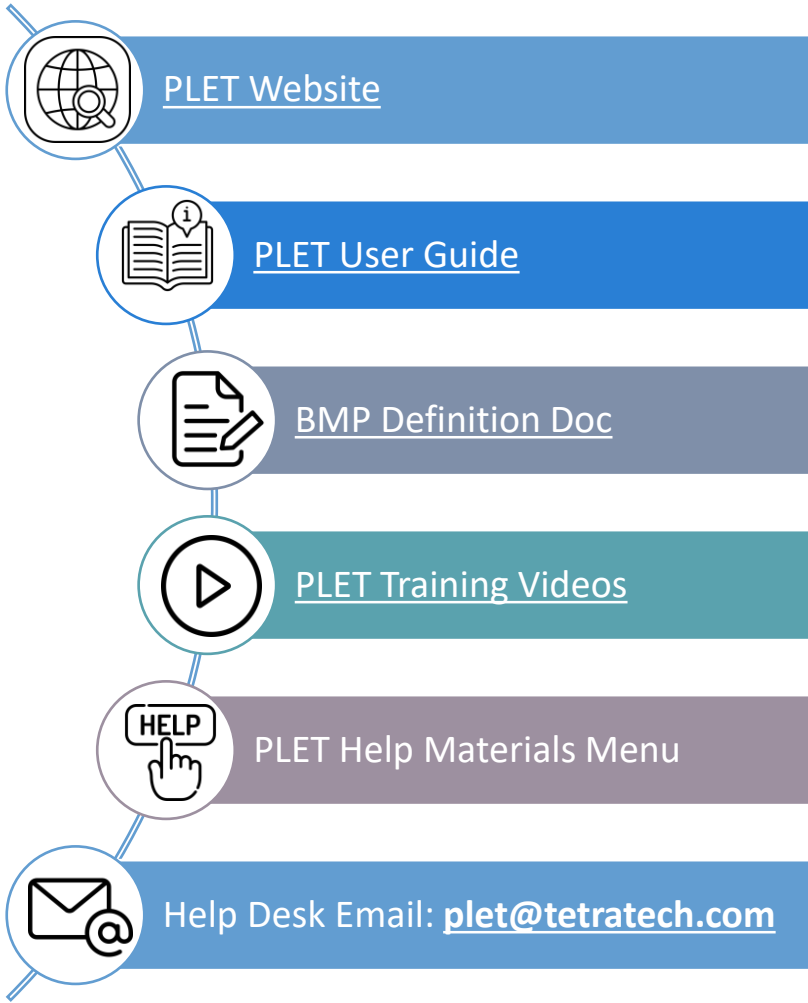 PLET Website
i
PLET User Guide
BMP Definition Doc
PLET Training Videos
HELP
PLET Help Materials Menu
@
Help Desk Email: plet@tetratech.com